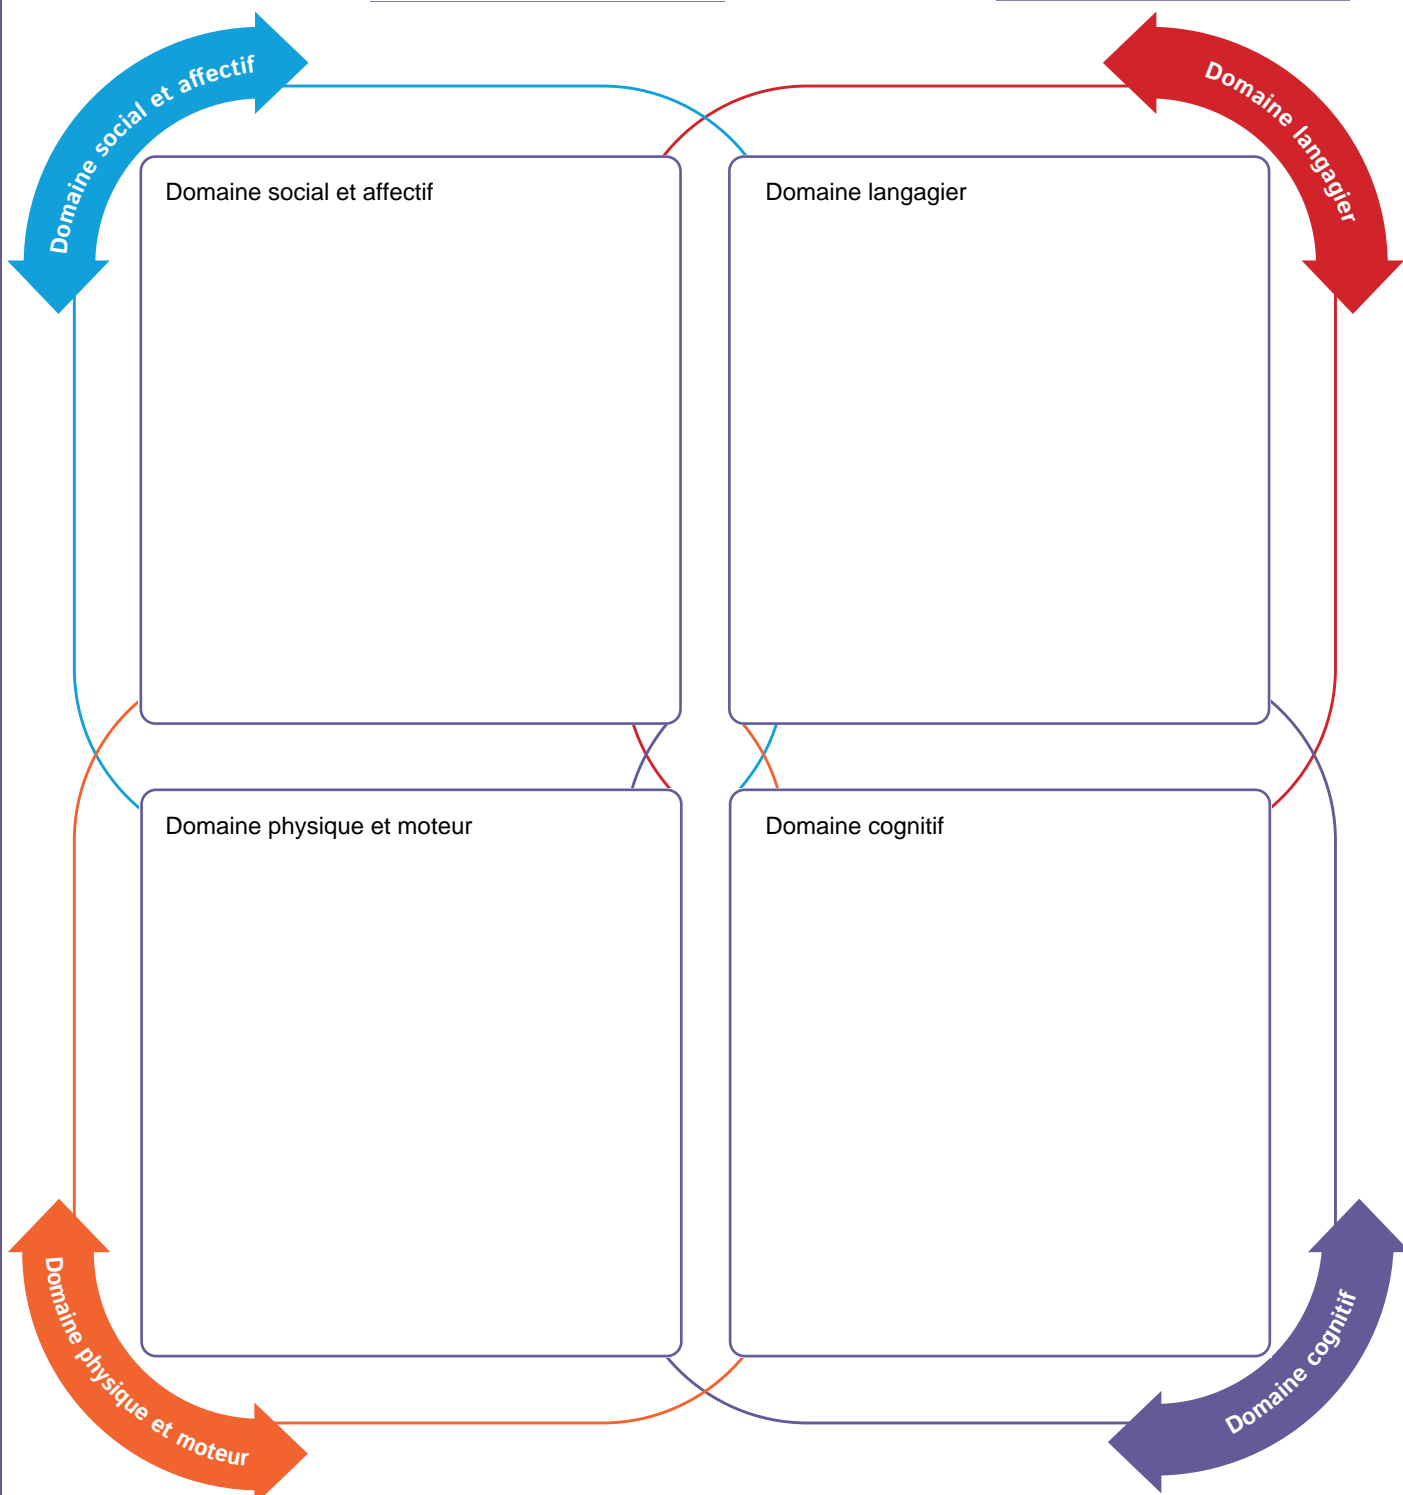 Domaine social et affectif
Domaine langagier
Domaine social et affectif
Domaine langagier
Domaine physique et moteur
Domaine cognitif
Domaine physique et moteur
Domaine cognitif